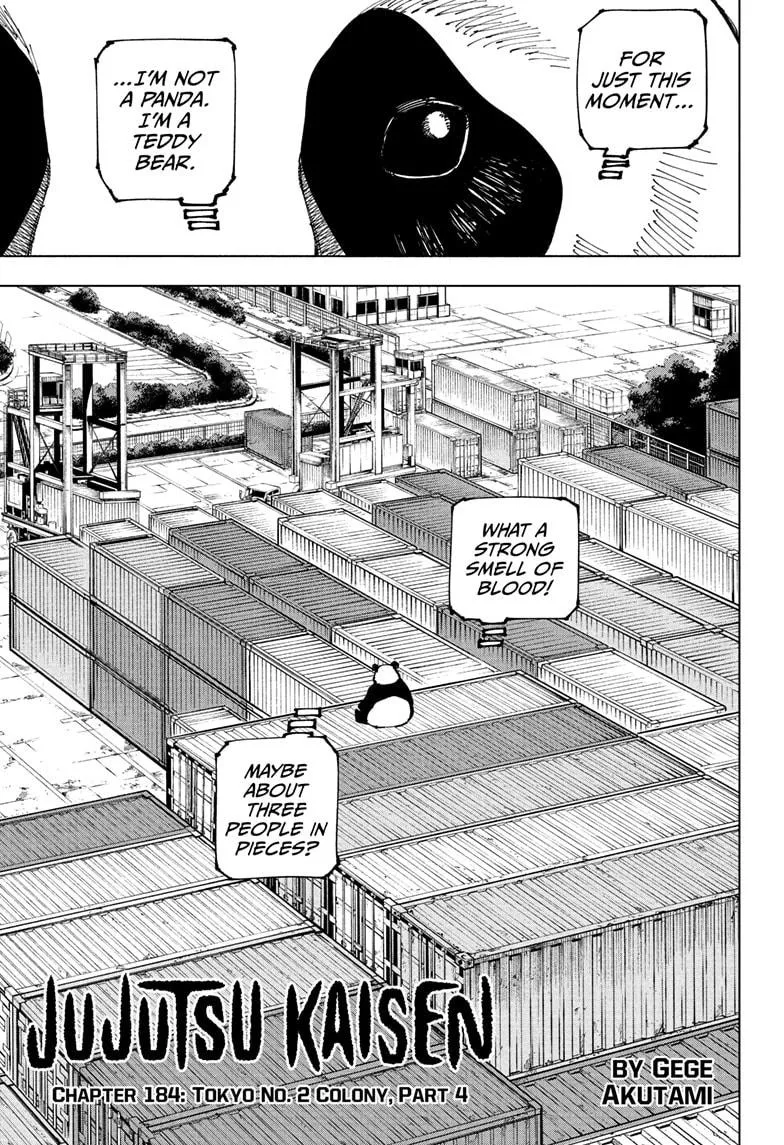 FOR
JUST THIS
MOMENT...
...I'M NOT
A PANDA.
I'M A
TEDDY
BEAR.
WHAT A
STRONG
SMELL OF
BLOOD!
MAYBE
ABOUT
THREE
PEOPLE IN
PIECES?
JUJUTSU KAISEN
CHAPTER 184: TOKYO NO. 2 COLONY, PART 4
BY GEGE
AKUTAMI